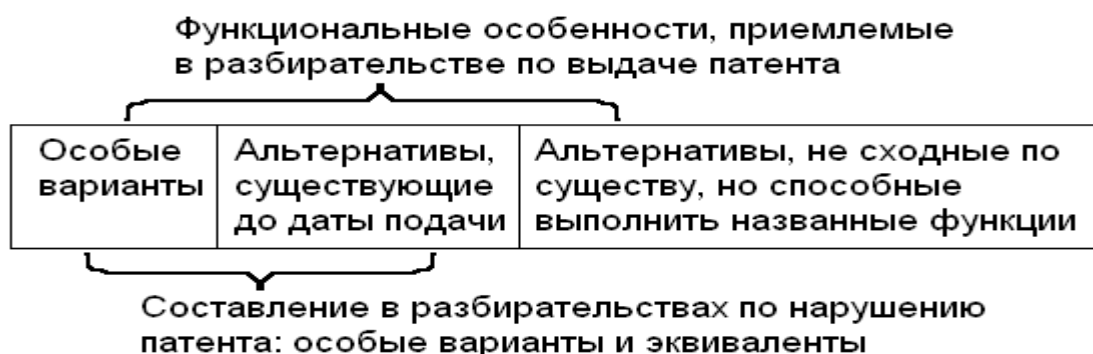 Функциональные особенности, приемлемые
в разбирательстве по выдаче патента
Особые
варианты
Альтернативы,
существующие
до даты подачи
Альтернативы, не сходные по
существу, но способные
выполнить названные функции
Составление в разбирательствах по нарушению
патента: особые варианты и эквиваленты